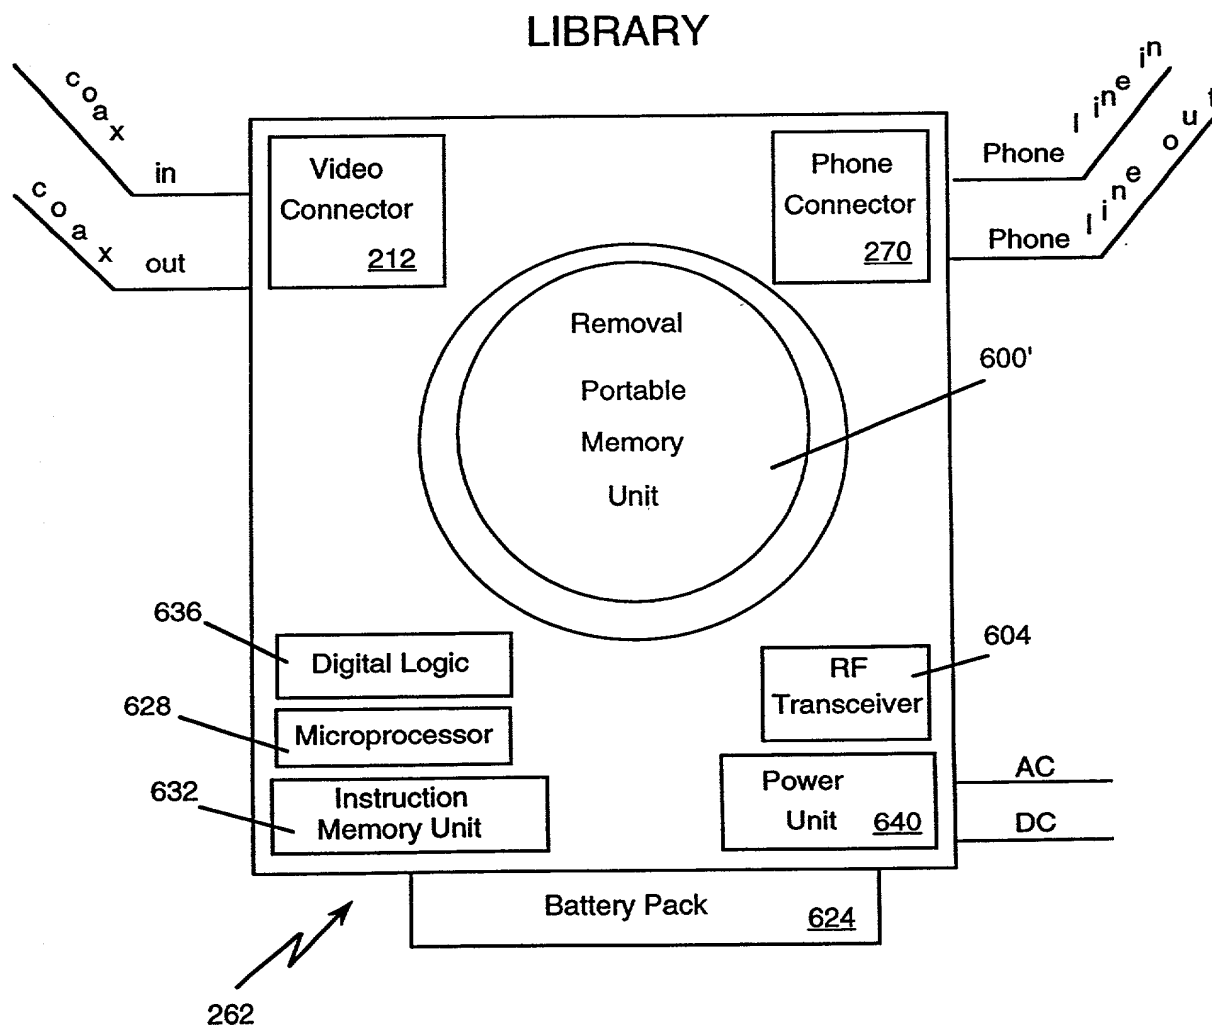 LIBRARY
coax in
coax out
Video
Connector
212
Phone
Connector
270
Phone line in
Phone line out
Removal
Portable
Memory
Unit
600'
636
Digital Logic
628
Microprocessor
632
Instruction
Memory Unit
604
RF
Transceiver
Power
Unit 640
AC
DC
Battery Pack 624
262